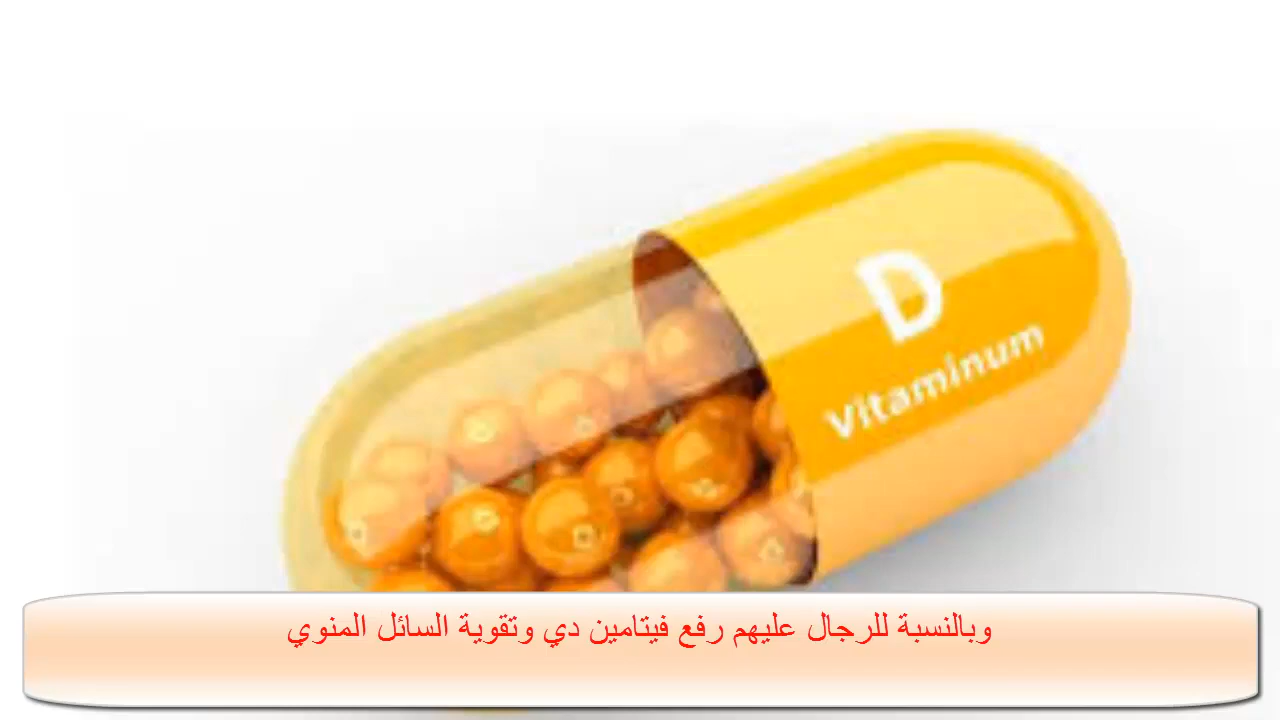 D
Vitaminum
وبالنسبة للرجال عليهم رفع فيتامين دي وتقوية السائل المنوي